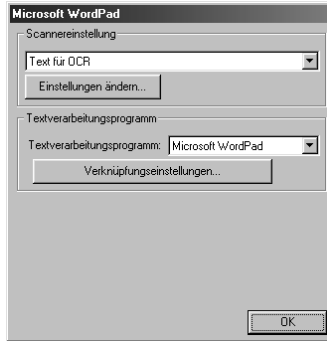 Microsoft WordPad
Scannereinstellung
Text für OCR
Einstellungen ändern...
Textverarbeitungsprogramm
Textverarbeitungsprogramm: Microsoft WordPad
Verknüpfungseinstellungen...
OK